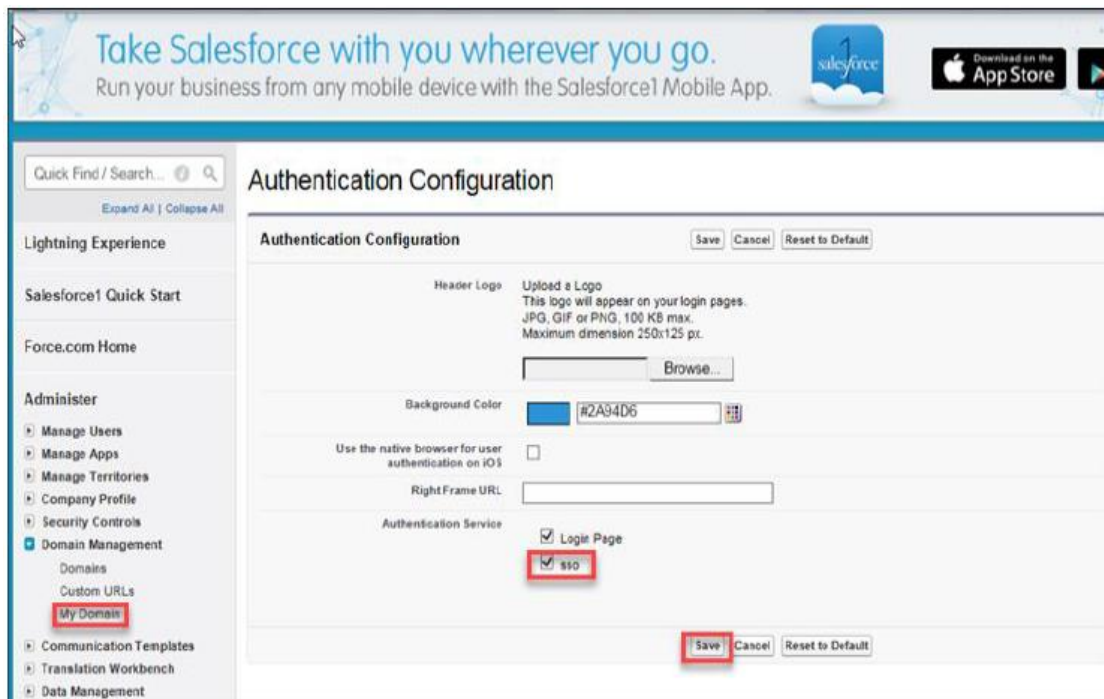 Take Salesforce with you wherever you go.
Run your business from any mobile device with the Salesforce1 Mobile App.
1
salesforce
Download on the
App Store
Quick Find / Search...
Expand All | Collapse All
Lightning Experience
Salesforce1 Quick Start
Force.com Home
Administer
Manage Users
Manage Apps
Manage Territories
Company Profile
Security Controls
Domain Management
Domains
Custom URLs
My Domain
Communication Templates
Translation Workbench
Data Management
Authentication Configuration
Authentication Configuration
Save Cancel Reset to Default
Header Logo
Upload a Logo
This logo will appear on your login pages.
JPG, GIF or PNG, 100 KB max.
Maximum dimension 250x125 px.
Browse...
Background Color
#2A94D6
Use the native browser for user
authentication on iOS
Right Frame URL
Authentication Service
Login Page
sso
Save Cancel Reset to Default